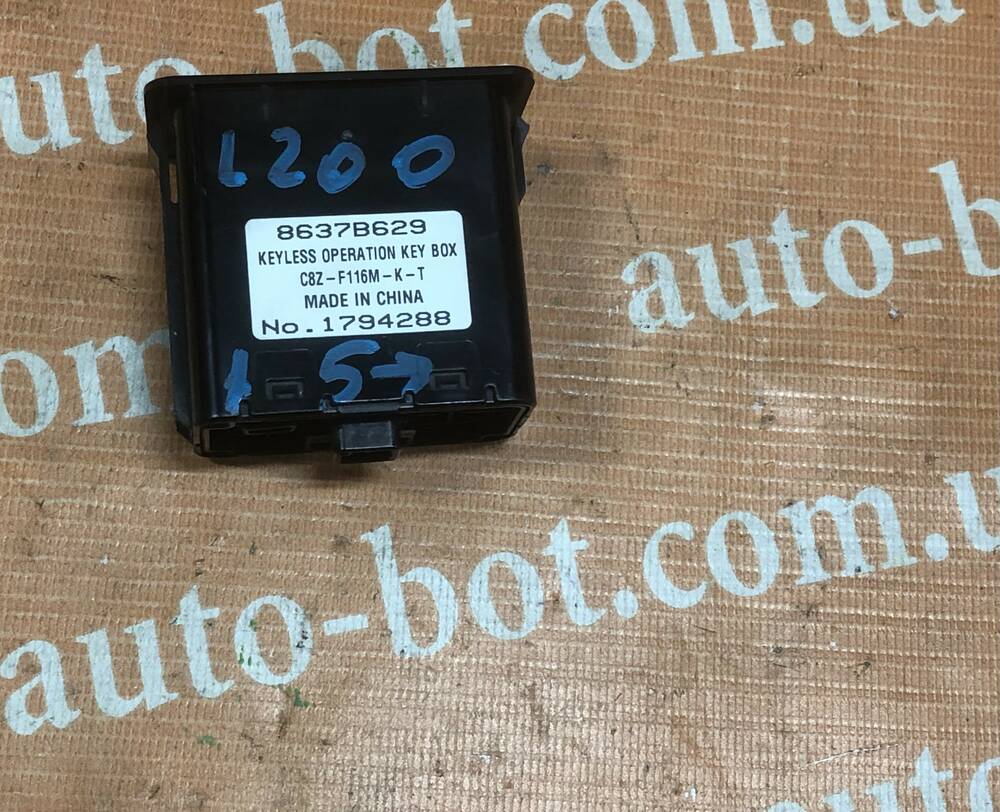 auto-bot.com.ua
L200
8637B629
KEYLESS OPERATION KEY BOX
C8Z-F116M-K-T
MADE IN CHINA
No.1794288
15→
auto-b
o
auto-bot.com.u
auto